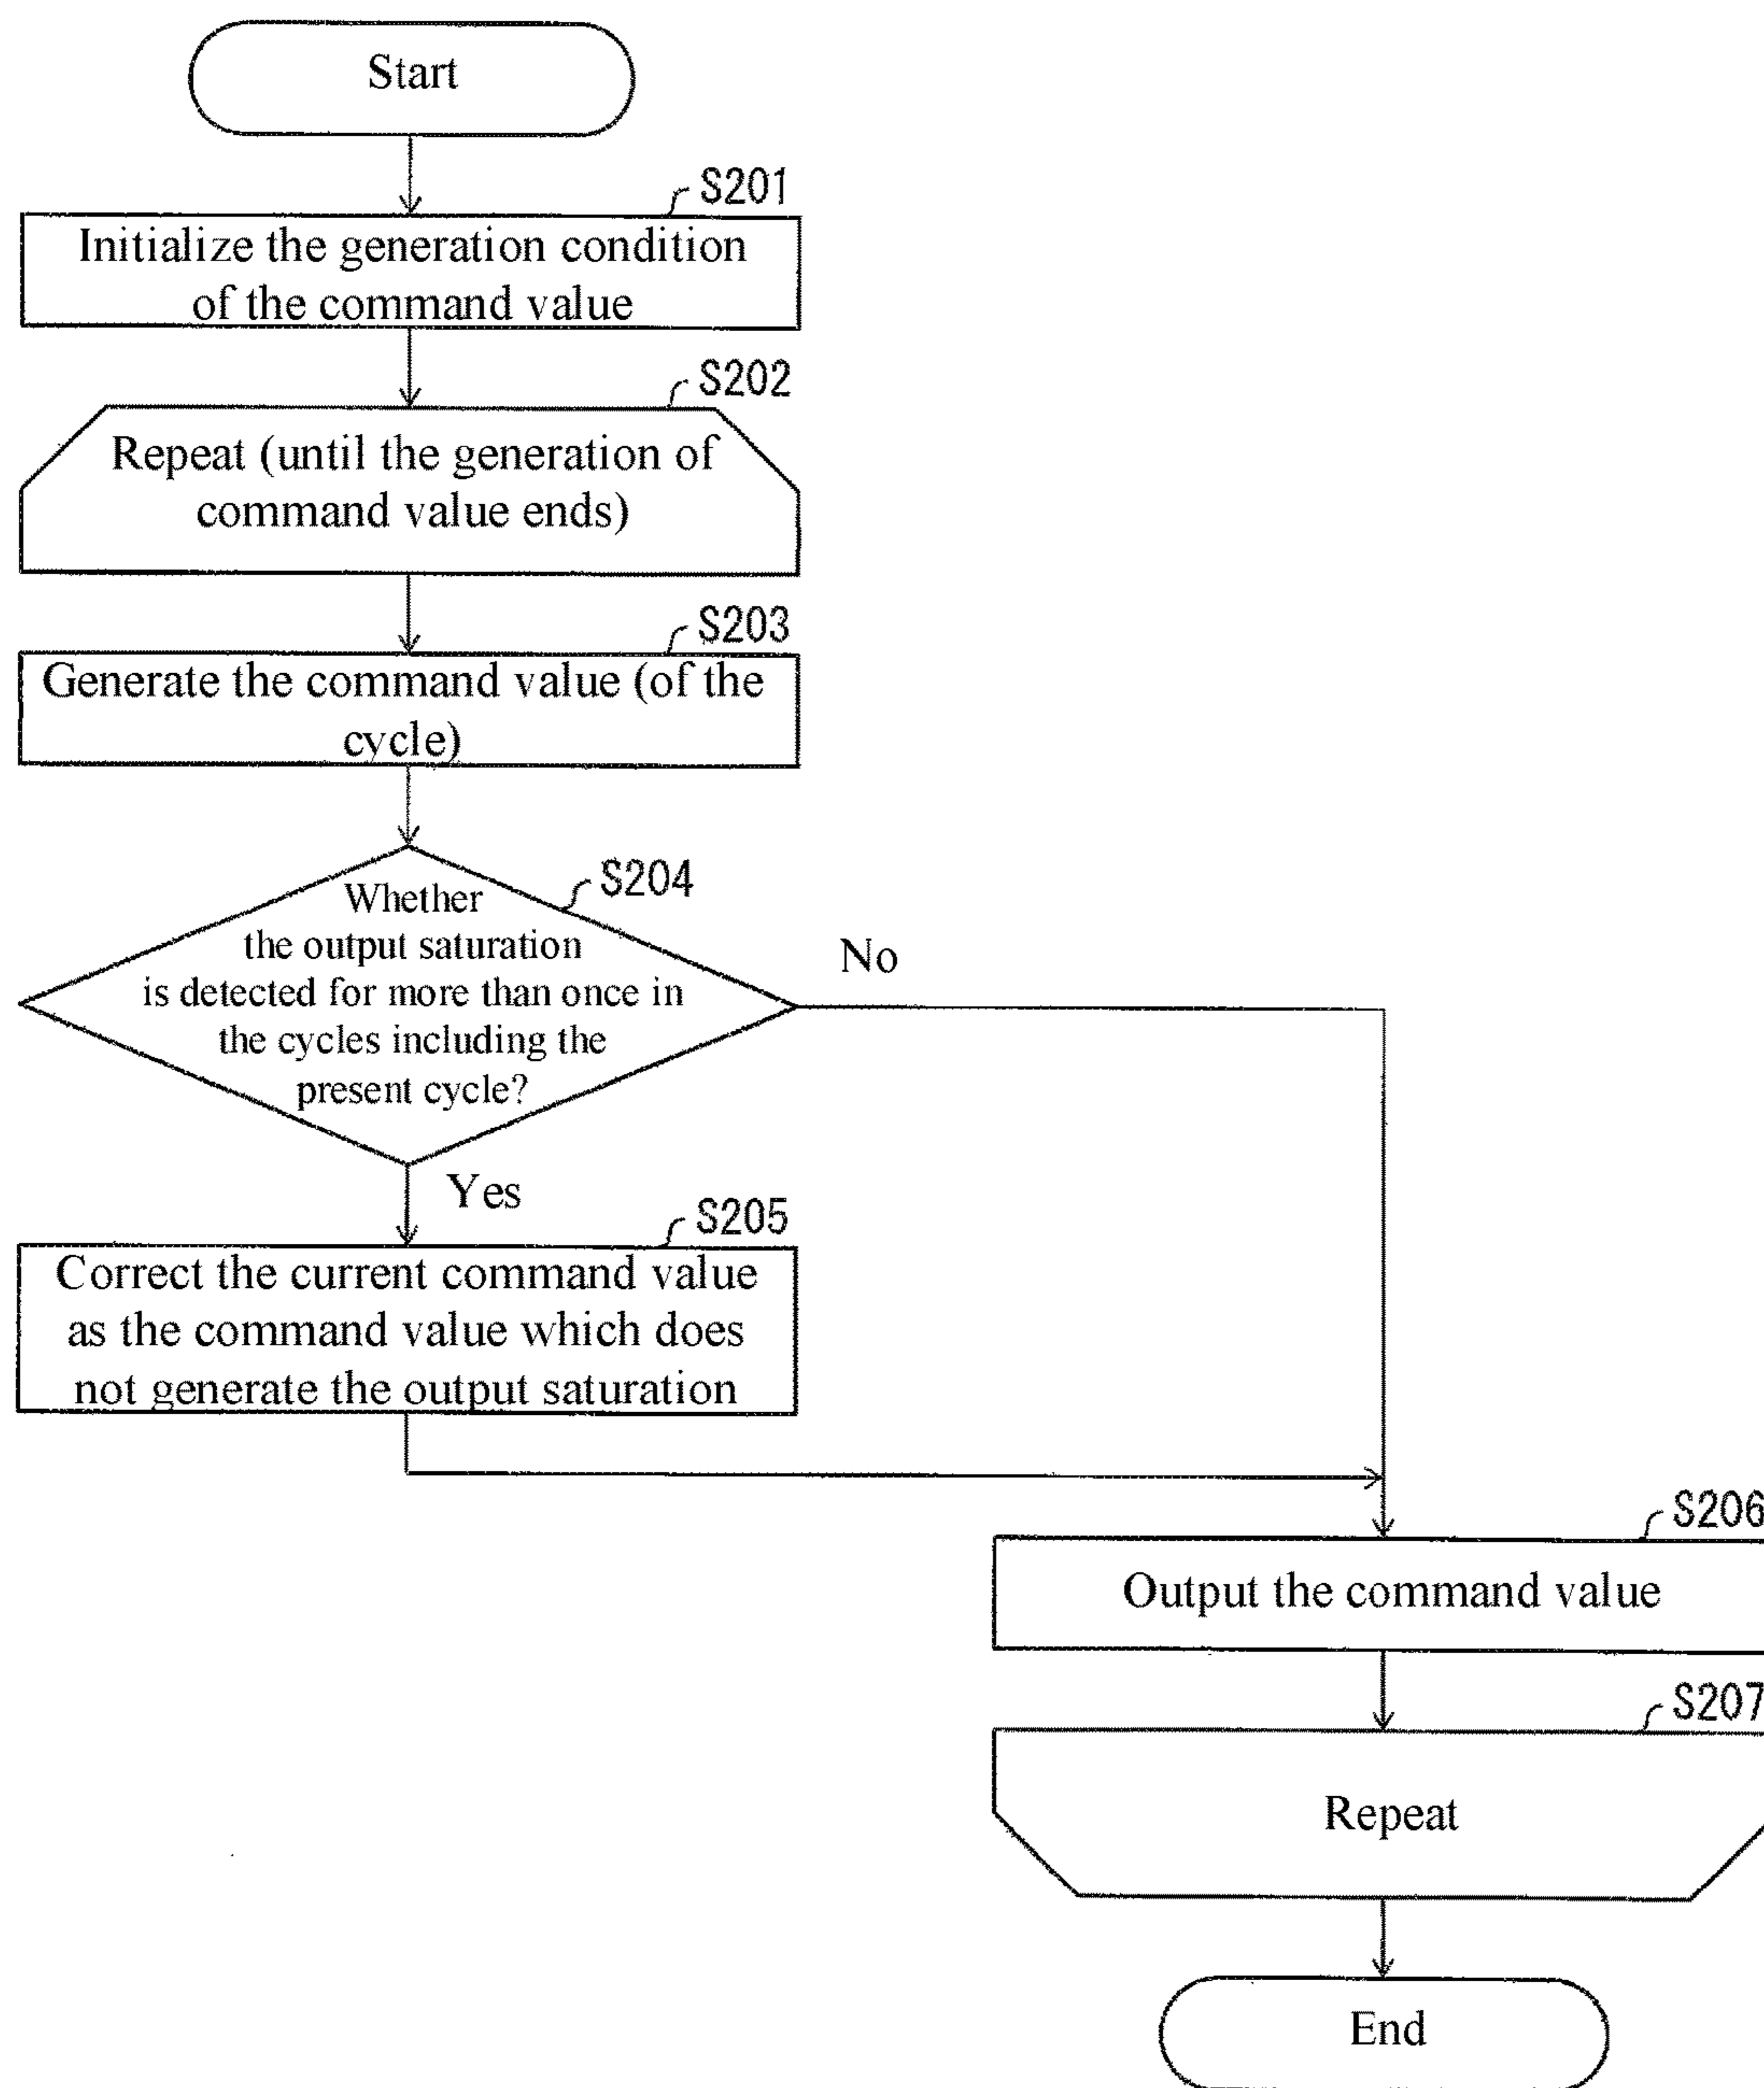 Start
S201
Initialize the generation condition
of the command value
S202
Repeat (until the generation of
command value ends)
S203
Generate the command value (of the
cycle)
S204
Whether
the output saturation
is detected for more than once in
the cycles including the
present cycle?
No
Yes
S205
Correct the current command value
as the command value which does
not generate the output saturation
S206
Output the command value
S207
Repeat
End